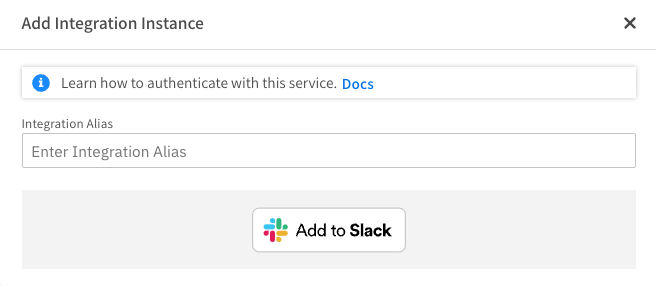 Add Integration Instance
Learn how to authenticate with this service. Docs
Integration Alias
Enter Integration Alias
Add to Slack